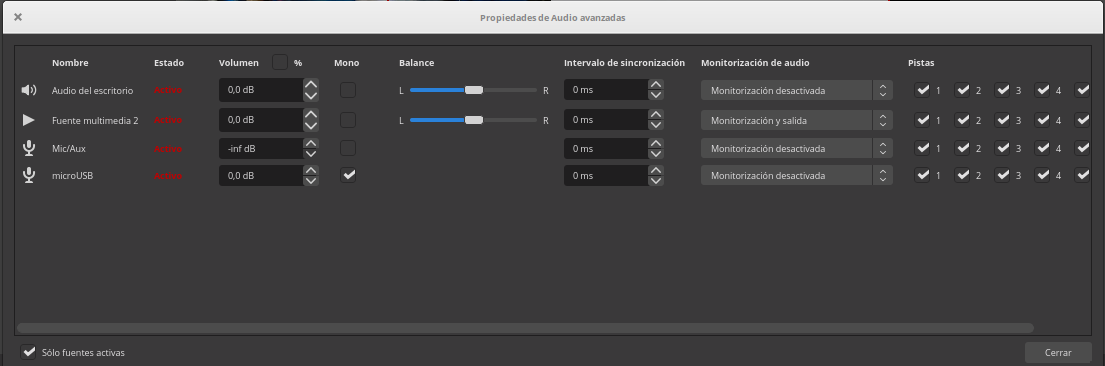 Propiedades de Audio avanzadas
Nombre Estado Volumen % Mono Balance Intervalo de sincronización Monitorización de audio Pistas
Audio del escritorio Activo 0,0 dB L R 0 ms Monitorización desactivada 1 2 3 4
Fuente multimedia 2 Activo 0,0 dB L R 0 ms Monitorización y salida 1 2 3 4
Mic/Aux Activo -inf dB 0 ms Monitorización desactivada 1 2 3 4
microUSB Activo 0,0 dB 0 ms Monitorización desactivada 1 2 3 4
Sólo fuentes activas
Cerrar